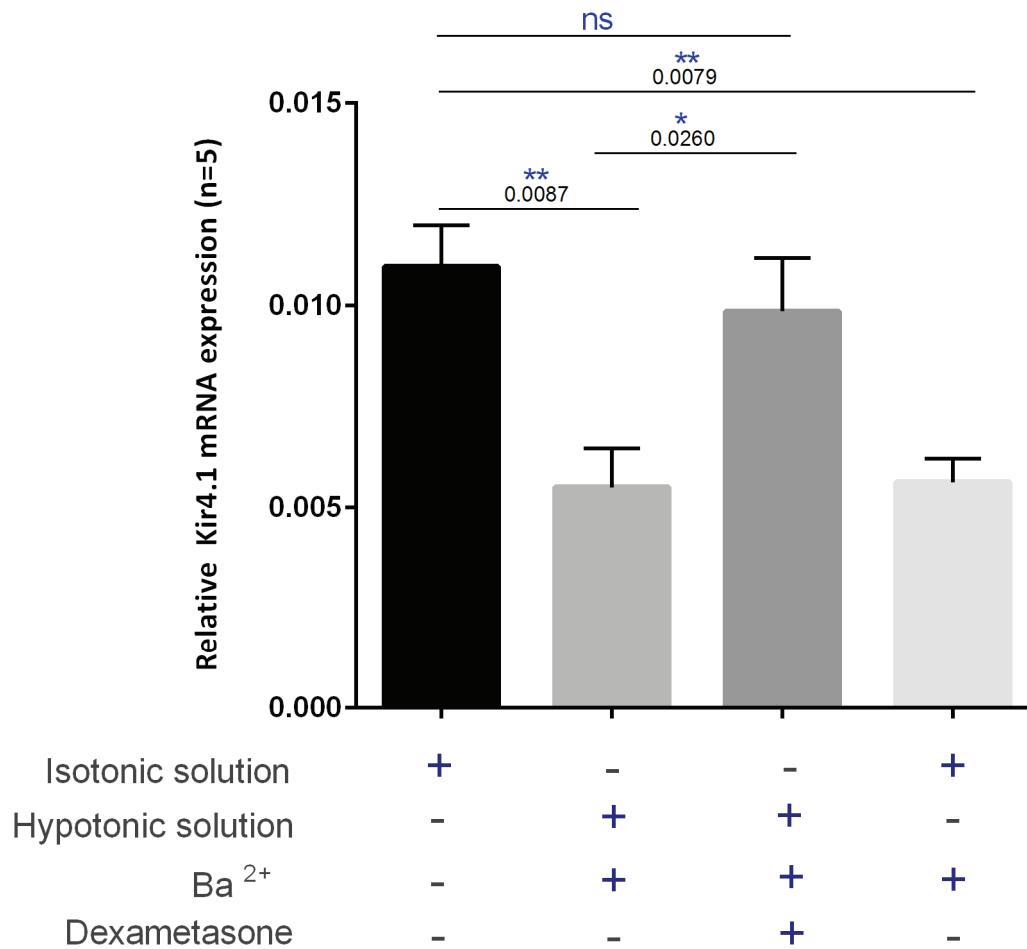 ns
**
0.0079
*
0.0260
**
0.0087
Relative Kir4.1 mRNA expression (n=5)
0.015
0.010
0.005
0.000
Isotonic solution + - - +
Hypotonic solution - + + -
Ba 2+ - + + +
Dexametasone - - + -